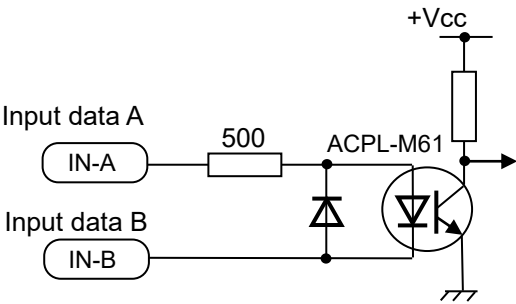 +Vcc
Input data A
500
ACPL-M61
IN-A
Input data B
IN-B